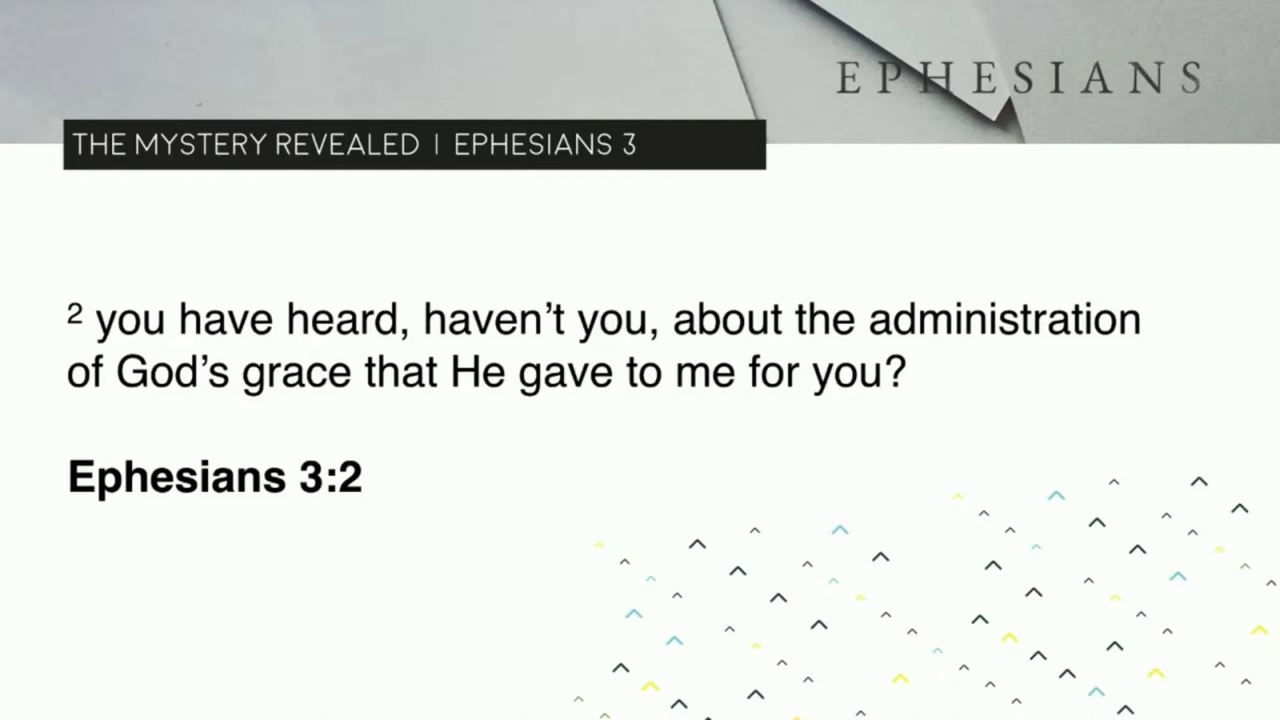 EPHESIANS
THE MYSTERY REVEALED | EPHESIANS 3
² you have heard, haven’t you, about the administration
of God’s grace that He gave to me for you?
Ephesians 3:2